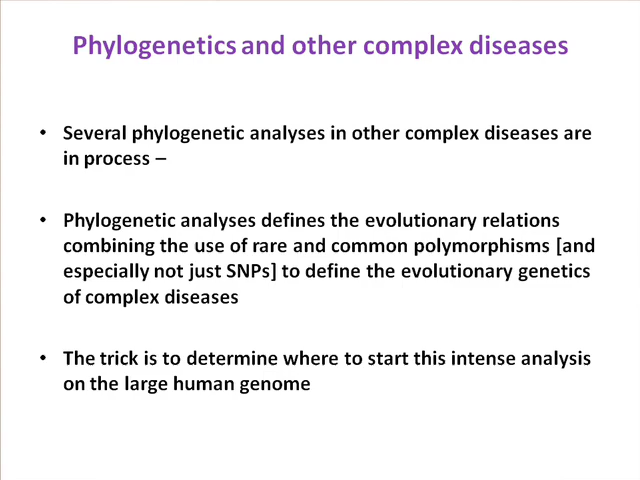 Phylogenetics and other complex diseases
• Several phylogenetic analyses in other complex diseases are
in process –
• Phylogenetic analyses defines the evolutionary relations
combining the use of rare and common polymorphisms [and
especially not just SNPs] to define the evolutionary genetics
of complex diseases
• The trick is to determine where to start this intense analysis
on the large human genome